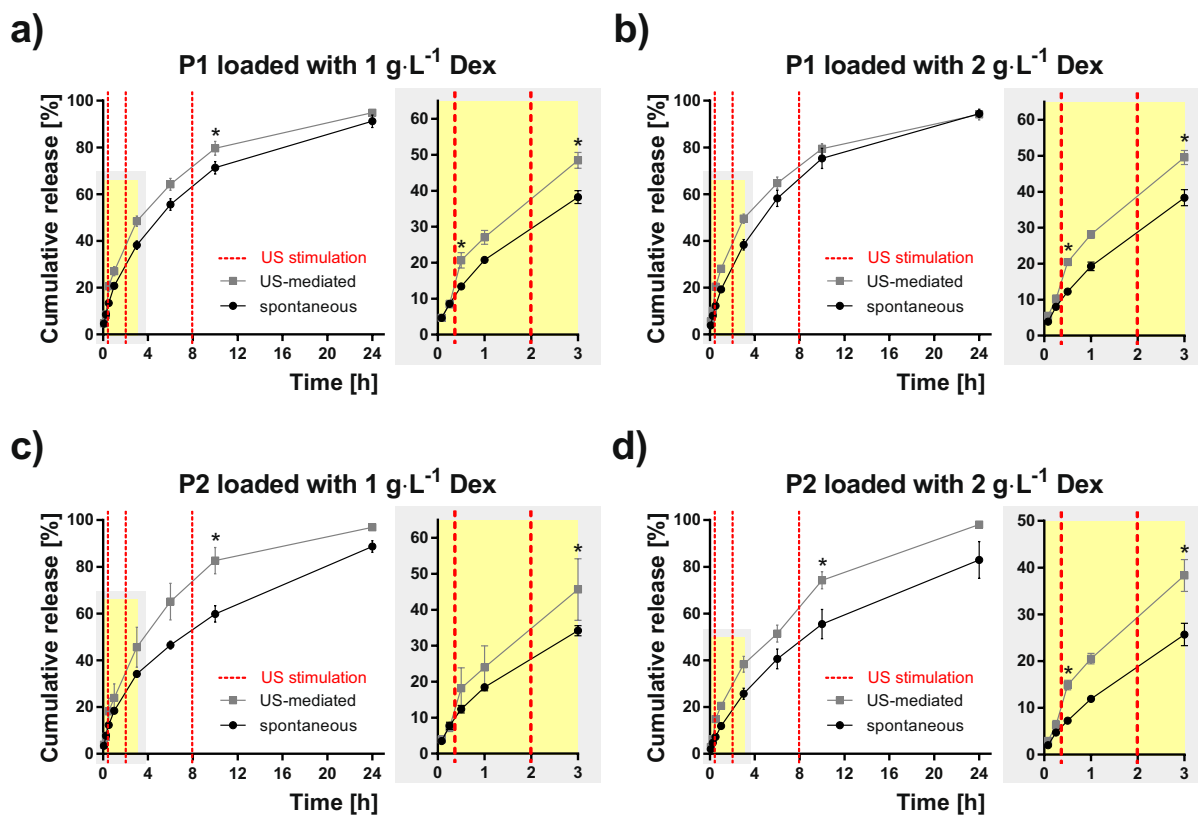 a)
P1 loaded with 1 g·L⁻¹ Dex
Cumulative release [%]
100
80
60
40
20
0
0 4 8 12 16 20 24
Time [h]
US stimulation
US-mediated
spontaneous
*
60
50
40
30
20
10
0
0 1 2 3
*
*
b)
P1 loaded with 2 g·L⁻¹ Dex
Cumulative release [%]
100
80
60
40
20
0
0 4 8 12 16 20 24
Time [h]
US stimulation
US-mediated
spontaneous
60
50
40
30
20
10
0
0 1 2 3
*
*
c)
P2 loaded with 1 g·L⁻¹ Dex
Cumulative release [%]
100
80
60
40
20
0
0 4 8 12 16 20 24
Time [h]
US stimulation
US-mediated
spontaneous
*
60
50
40
30
20
10
0
0 1 2 3
*
d)
P2 loaded with 2 g·L⁻¹ Dex
Cumulative release [%]
100
80
60
40
20
0
0 4 8 12 16 20 24
Time [h]
US stimulation
US-mediated
spontaneous
*
50
40
30
20
10
0
0 1 2 3
*
*